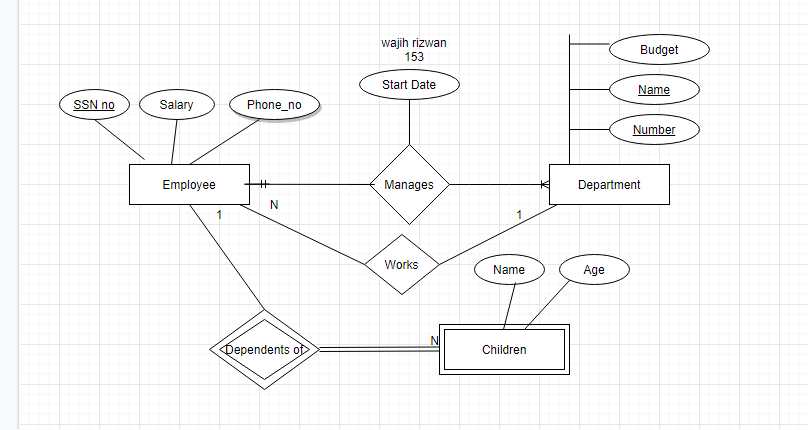 wajih rizwan
153
Budget
Start Date
Name
SSN no
Salary
Phone_no
Number
Employee
Manages
Department
N
1
1
Works
Name
Age
N
Dependents of
Children